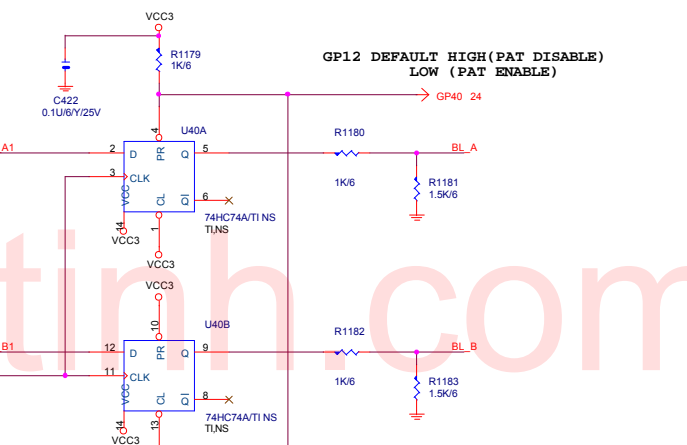 VCC3
R1179
1K/6
GP12 DEFAULT HIGH(PAT DISABLE)
LOW (PAT ENABLE)
C422
0.1U/6/Y/25V
GP40 24
4
U40A
R1180
A1
2
D
PR
Q
5
BL_A
3
CLK
1K/6
R1181
1.5K/6
VCC
CL
Q
6
14
1
74HC74A/TI NS
TI,NS
VCC3
VCC3
VCC3
tinh.com
10
U40B
R1182
B1
12
D
PR
Q
9
BL_B
11
CLK
1K/6
R1183
1.5K/6
VCC
CL
Q
8
14
13
74HC74A/TI NS
TI,NS
VCC3